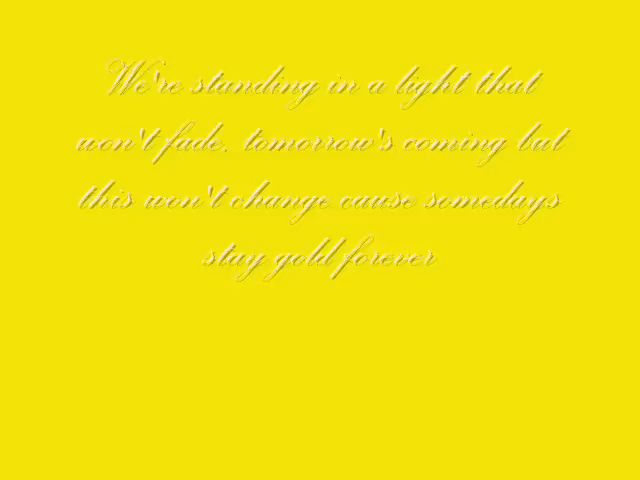 We're standing in a light that
won't fade. tomorrow's coming but
this won't change cause somedays
stay gold forever